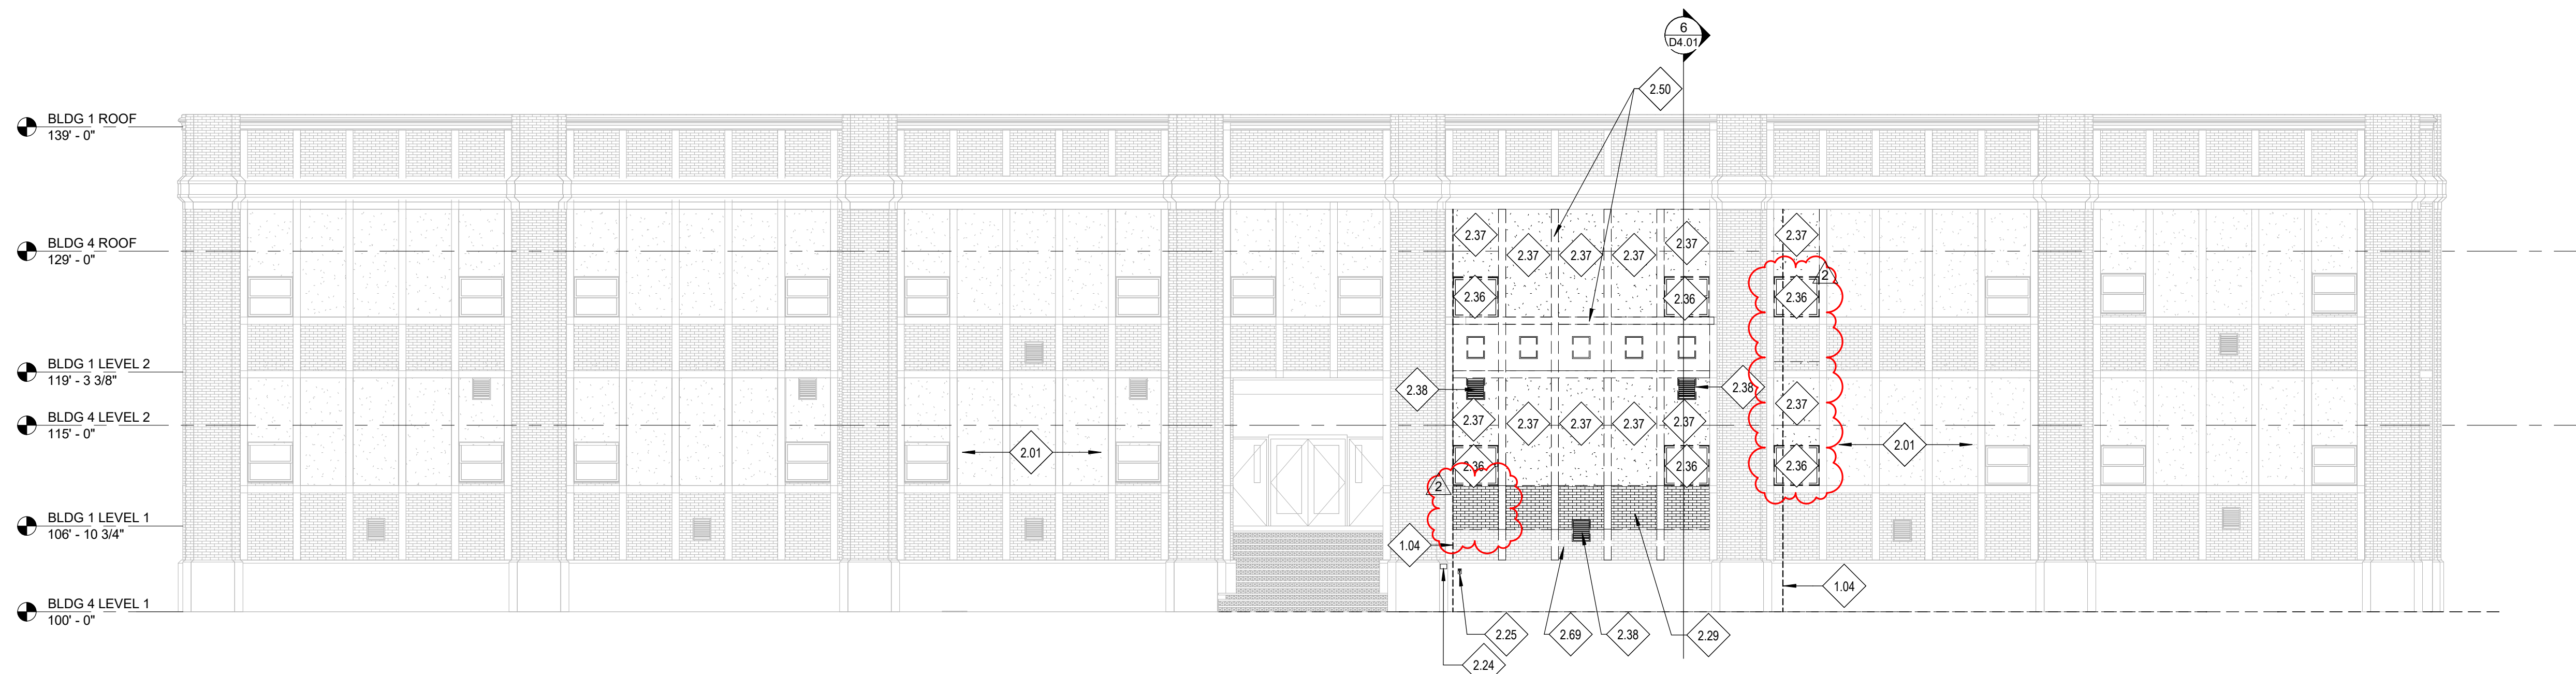 6
D4.01
2.50
BLDG 1 ROOF
139' - 0"
BLDG 4 ROOF
129' - 0"
2.37
2.37
2.37
2.37
2.37
2.37
2
2.36
2.36
2.36
BLDG 1 LEVEL 2
119' - 3 3/8"
2.38
2.38
2.37
BLDG 4 LEVEL 2
115' - 0"
2.37
2.37
2.37
2.37
2.37
2.01
2.01
2.36
2.36
2.36
2
BLDG 1 LEVEL 1
106' - 10 3/4"
1.04
1.04
BLDG 4 LEVEL 1
100' - 0"
2.25
2.69
2.38
2.29
2.24